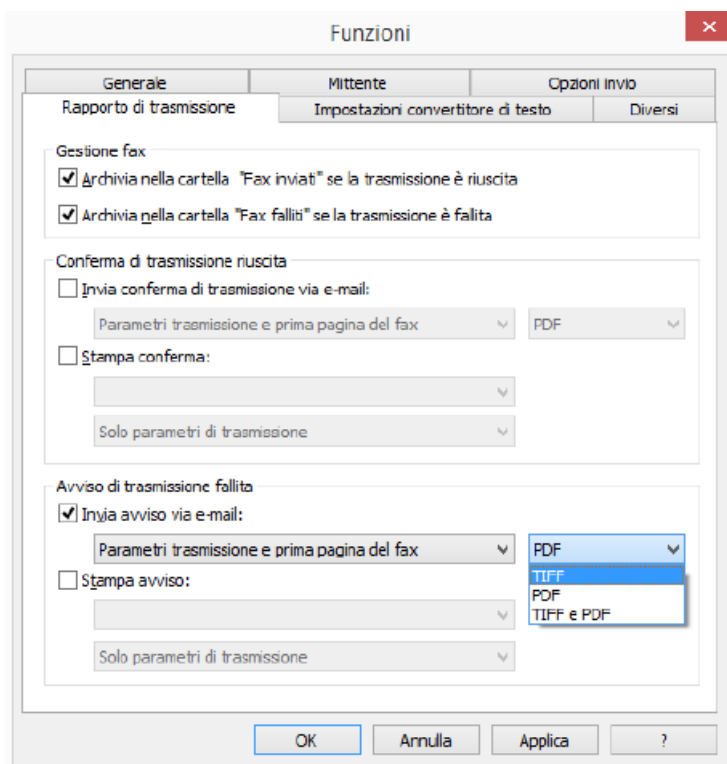 Funzioni
Generale Mittente Opzioni invio
Rapporto di trasmissione Impostazioni convertitore di testo Diversi
Gestione fax
Archivia nella cartella "Fax inviati" se la trasmissione è riuscita
Archivia nella cartella "Fax falliti" se la trasmissione è fallita
Conferma di trasmissione riuscita
Invia conferma di trasmissione via e-mail:
Parametri trasmissione e prima pagina del fax PDF
Stampa conferma:
Solo parametri di trasmissione
Avviso di trasmissione fallita
Invia avviso via e-mail:
Parametri trasmissione e prima pagina del fax PDF
TIFF
Stampa avviso:
PDF
TIFF e PDF
Solo parametri di trasmissione
OK Annulla Applica ?